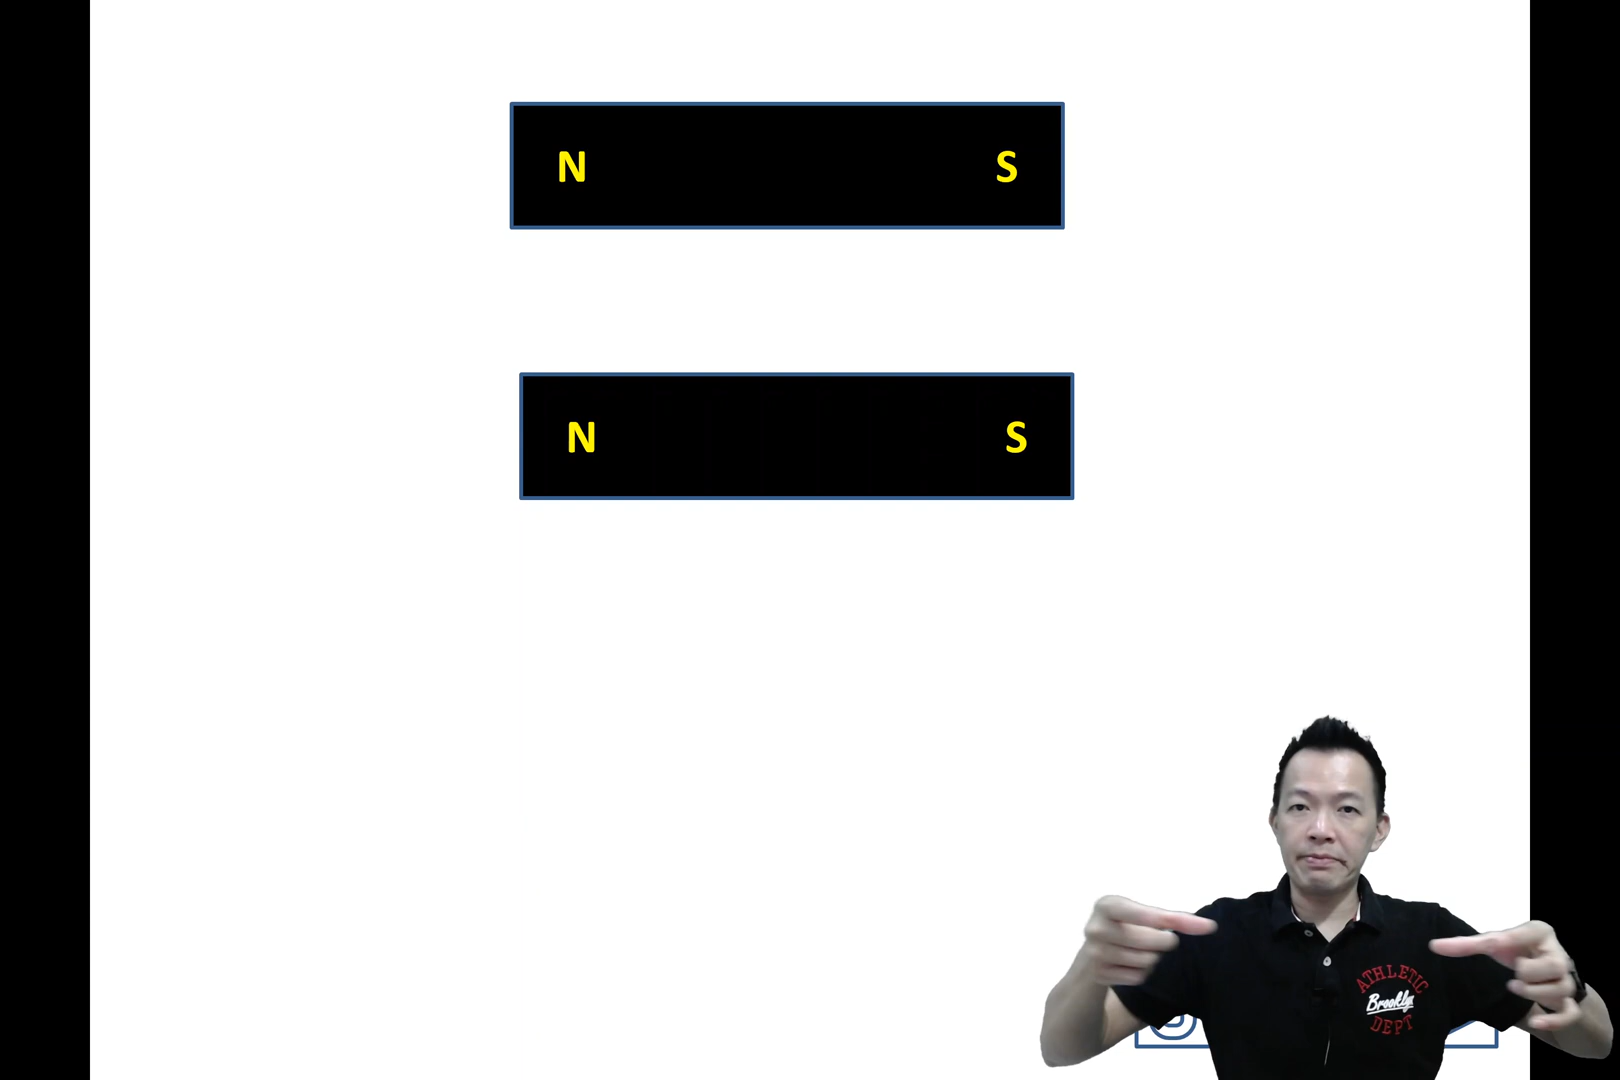 N S
N S
ATHLETIC
Brooklyn
DEPT